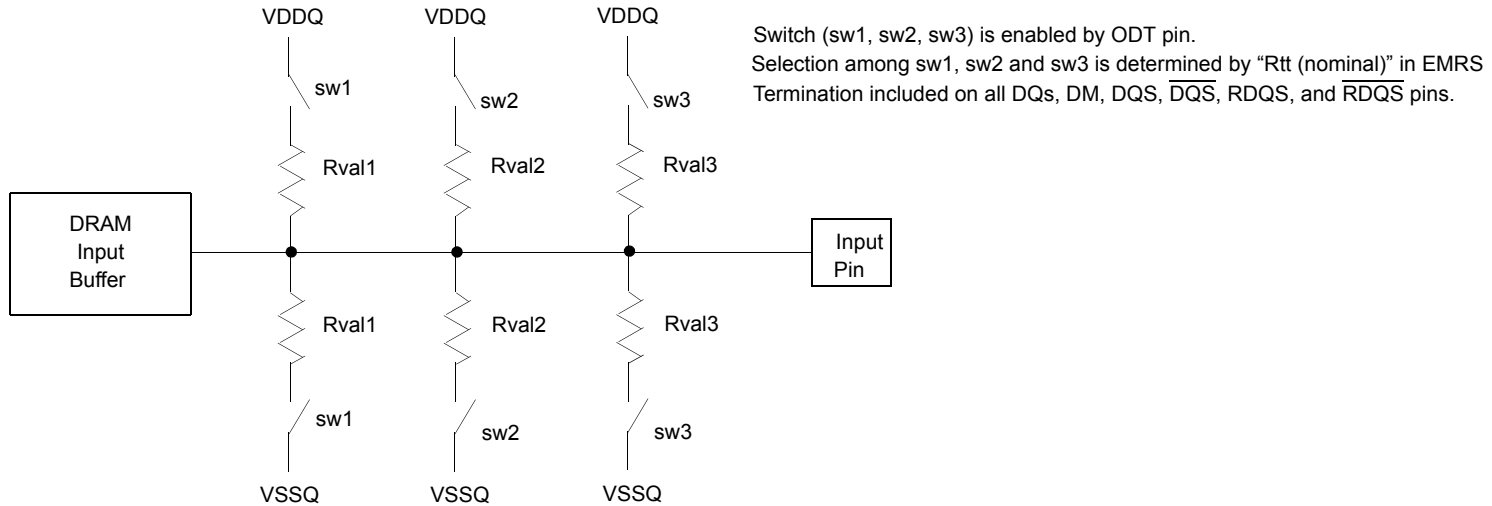 VDDQ VDDQ VDDQ
Switch (sw1, sw2, sw3) is enabled by ODT pin.
Selection among sw1, sw2 and sw3 is determined by “Rtt (nominal)” in EMRS
Termination included on all DQs, DM, DQS, D̅Q̅S̅, RDQS, and R̅D̅Q̅S̅ pins.
sw1 sw2 sw3
Rval1 Rval2 Rval3
DRAM
Input
Buffer
Input
Pin
Rval1 Rval2 Rval3
sw1 sw2 sw3
VSSQ VSSQ VSSQ